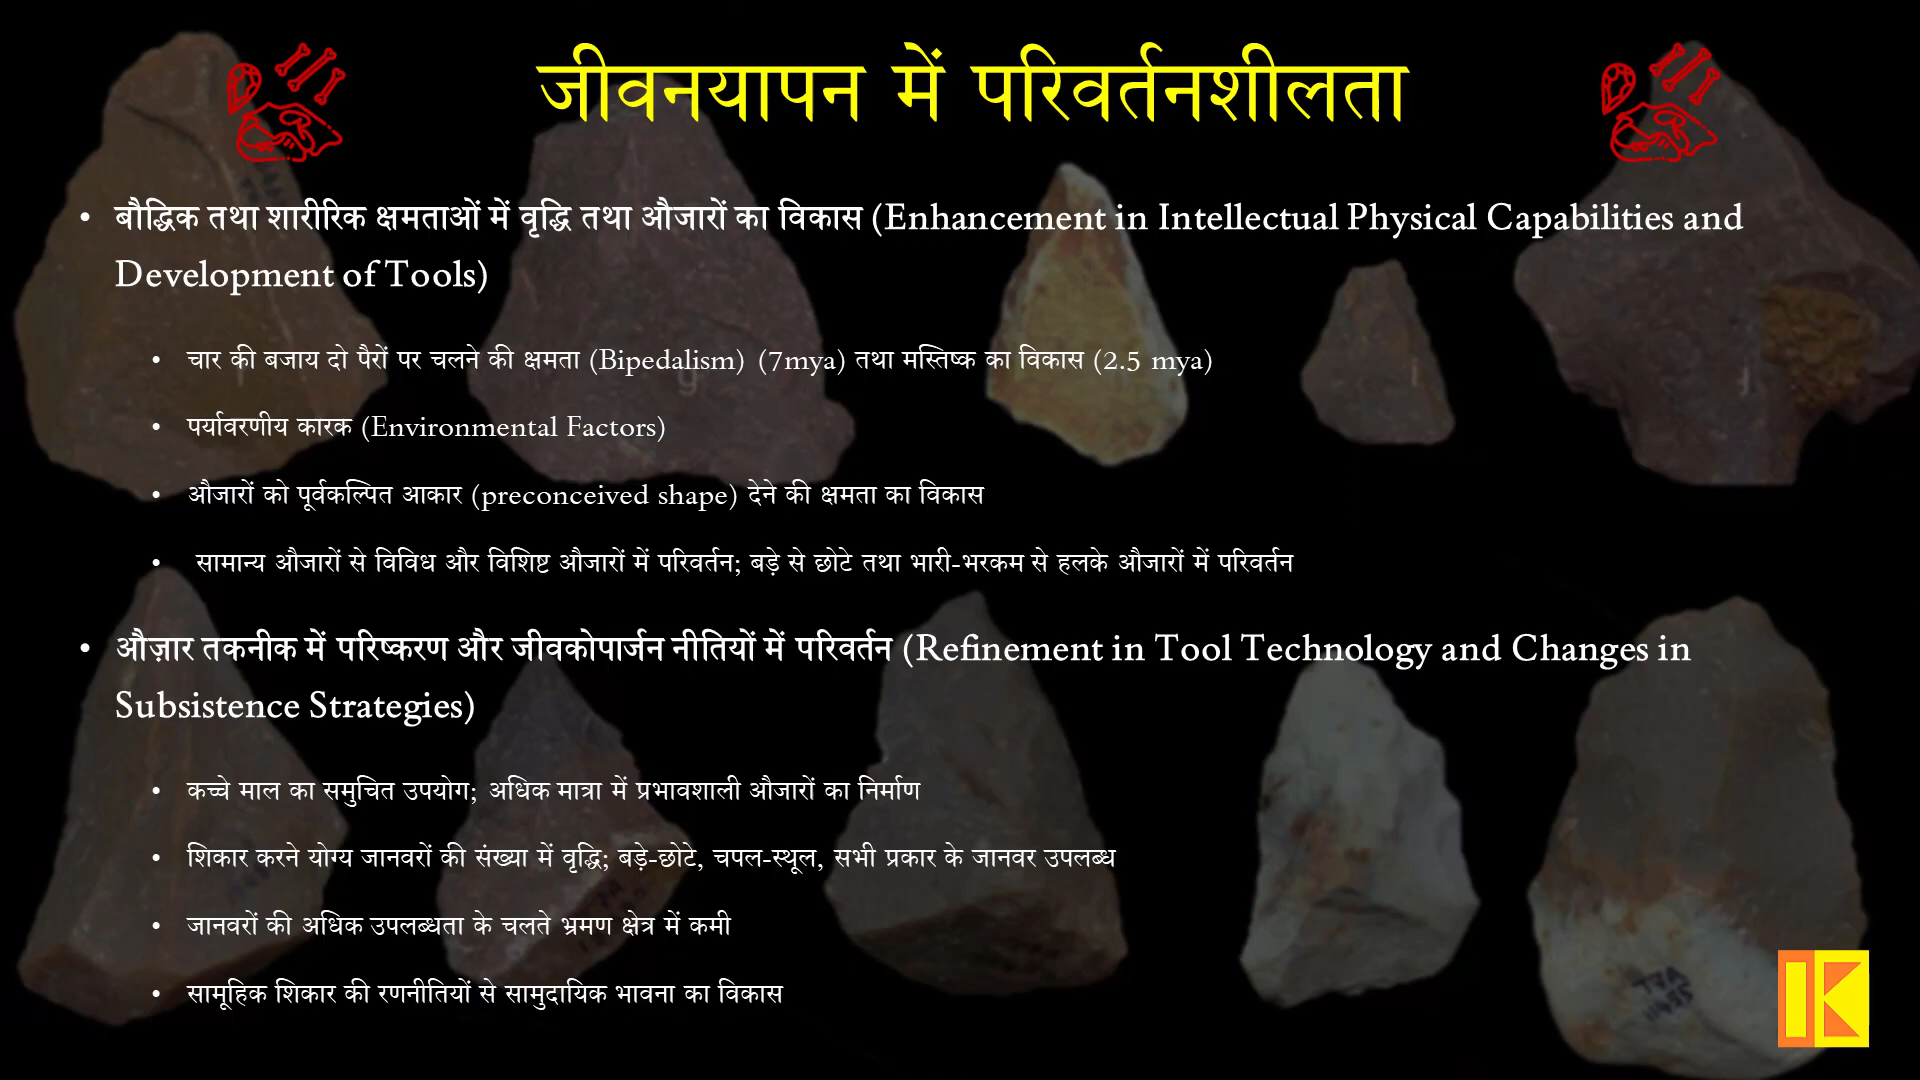 जीवनयापन में परिवर्तनशीलता
• बौद्धिक तथा शारीरिक क्षमताओं में वृद्धि तथा औजारों का विकास (Enhancement in Intellectual Physical Capabilities and
Development of Tools)
• चार की बजाय दो पैरों पर चलने की क्षमता (Bipedalism) (7mya) तथा मस्तिष्क का विकास (2.5 mya)
• पर्यावरणीय कारक (Environmental Factors)
• औजारों को पूर्वकल्पित आकार (preconceived shape) देने की क्षमता का विकास
• सामान्य औजारों से विविध और विशिष्ट औजारों में परिवर्तन; बड़े से छोटे तथा भारी-भरकम से हलके औजारों में परिवर्तन
• औज़ार तकनीक में परिष्करण और जीवकोपार्जन नीतियों में परिवर्तन (Refinement in Tool Technology and Changes in
Subsistence Strategies)
• कच्चे माल का समुचित उपयोग; अधिक मात्रा में प्रभावशाली औजारों का निर्माण
• शिकार करने योग्य जानवरों की संख्या में वृद्धि; बड़े-छोटे, चपल-स्थूल, सभी प्रकार के जानवर उपलब्ध
• जानवरों की अधिक उपलब्धता के चलते भ्रमण क्षेत्र में कमी
• सामूहिक शिकार की रणनीतियों से सामुदायिक भावना का विकास
IK